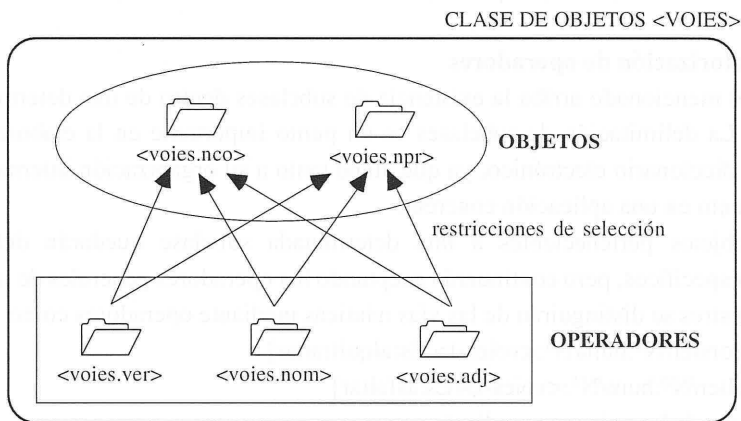 CLASE DE OBJETOS <VOIES>
<voies.nco> <voies.npr> OBJETOS
restricciones de selección
OPERADORES
<voies.ver> <voies.nom> <voies.adj>